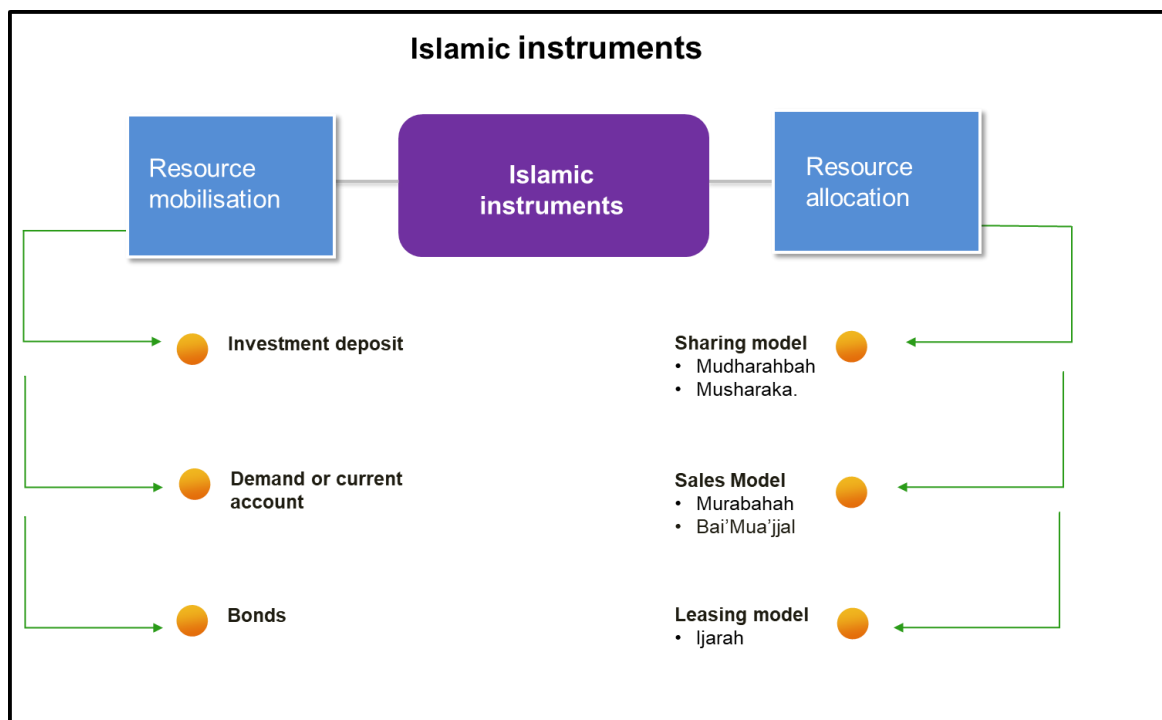 Islamic instruments
Resource
mobilisation
Islamic
instruments
Resource
allocation
Investment deposit
Demand or current
account
Bonds
Sharing model
• Mudharahbah
• Musharaka.
Sales Model
• Murabahah
• Bai’Mua’jjal
Leasing model
• Ijarah